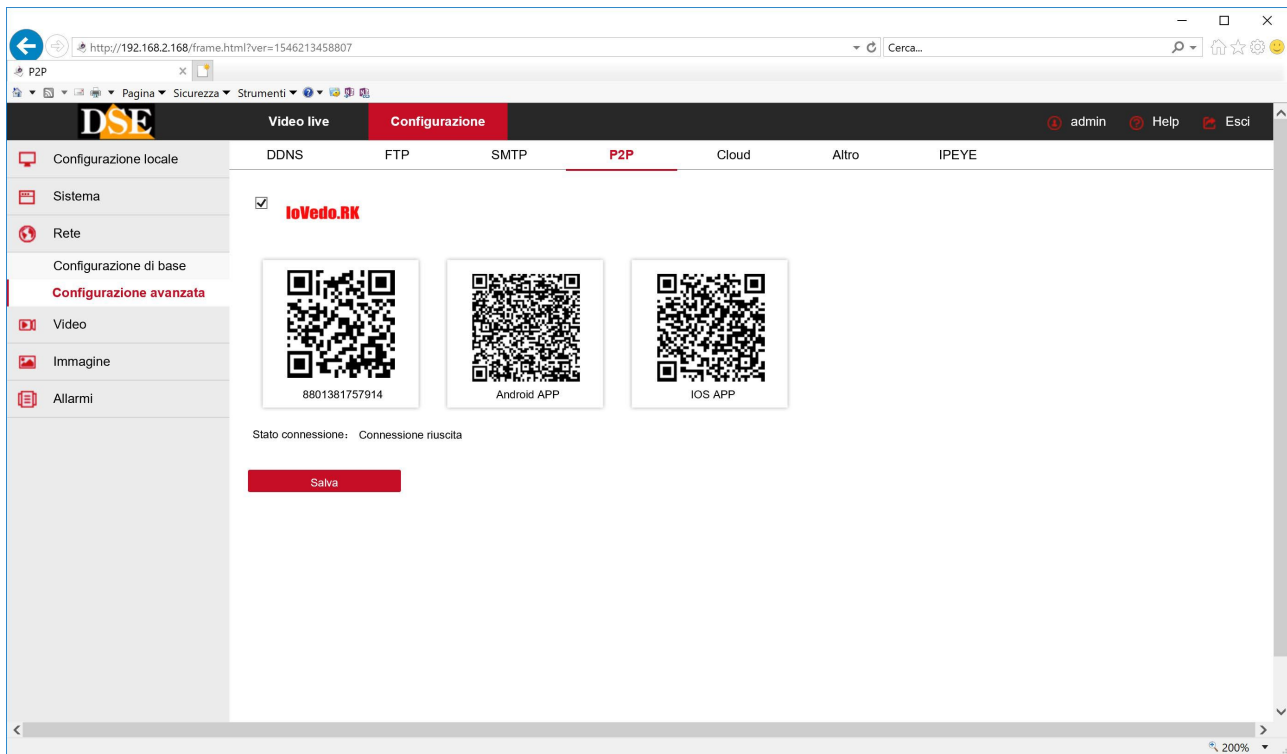 http://192.168.2.168/frame.html?ver=1546213458807
Cerca...
P2P
Pagina Sicurezza Strumenti
DSE
Video live Configurazione admin Help Esci
Configurazione locale
Sistema
Rete
Configurazione di base
Configurazione avanzata
Video
Immagine
Allarmi
DDNS FTP SMTP P2P Cloud Altro IPEYE
IoVedo.RK
8801381757914 Android APP IOS APP
Stato connessione: Connessione riuscita
Salva
200%